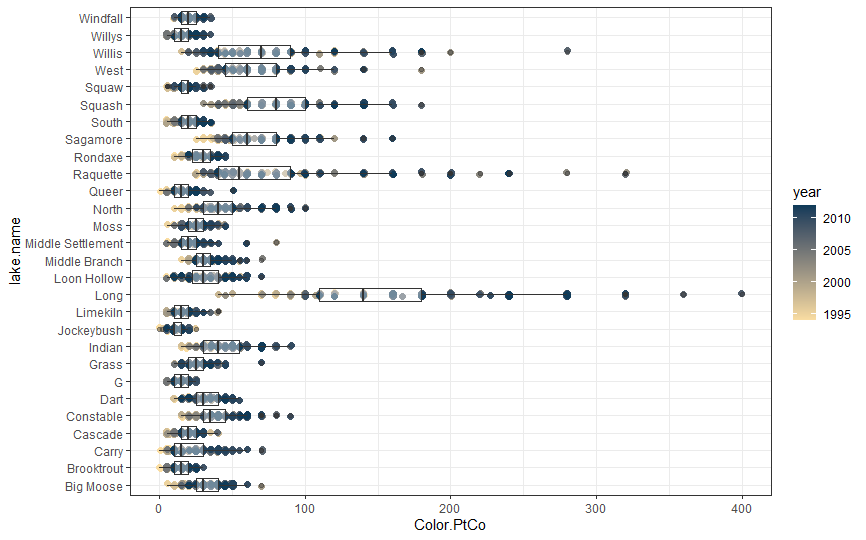 Windfall
Willys
Willis
West
Squaw
Squash
South
Sagamore
Rondaxe
Raquette
Queer
North
Moss
Middle Settlement
Middle Branch
Loon Hollow
Long
Limekiln
Jockeybush
Indian
Grass
G
Dart
Constable
Cascade
Carry
Brooktrout
Big Moose
lake.name
0 100 200 300 400
Color.PtCo
year
2010
2005
2000
1995